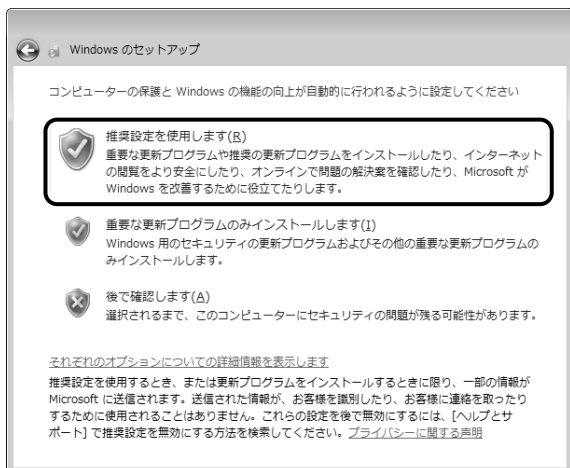 Windows のセットアップ
コンピューターの保護と Windows の機能の向上が自動的に行われるように設定してください
推奨設定を使用します(R)
重要な更新プログラムや推奨の更新プログラムをインストールしたり、インターネット
の閲覧をより安全にしたり、オンラインで問題の解決案を確認したり、Microsoft が
Windows を改善するために役立てたりします。
重要な更新プログラムのみインストールします(I)
Windows 用のセキュリティの更新プログラムおよびその他の重要な更新プログラムの
みインストールします。
後で確認します(A)
選択されるまで、このコンピューターにセキュリティの問題が残る可能性があります。
それぞれのオプションについての詳細情報を表示します
推奨設定を使用するとき、または更新プログラムをインストールするときに限り、一部の情報が
Microsoft に送信されます。送信された情報が、お客様を識別したり、お客様に連絡を取ったり
するために使用されることはありません。これらの設定を後で無効にするには、[ヘルプとサ
ポート] で推奨設定を無効にする方法を検索してください。プライバシーに関する声明